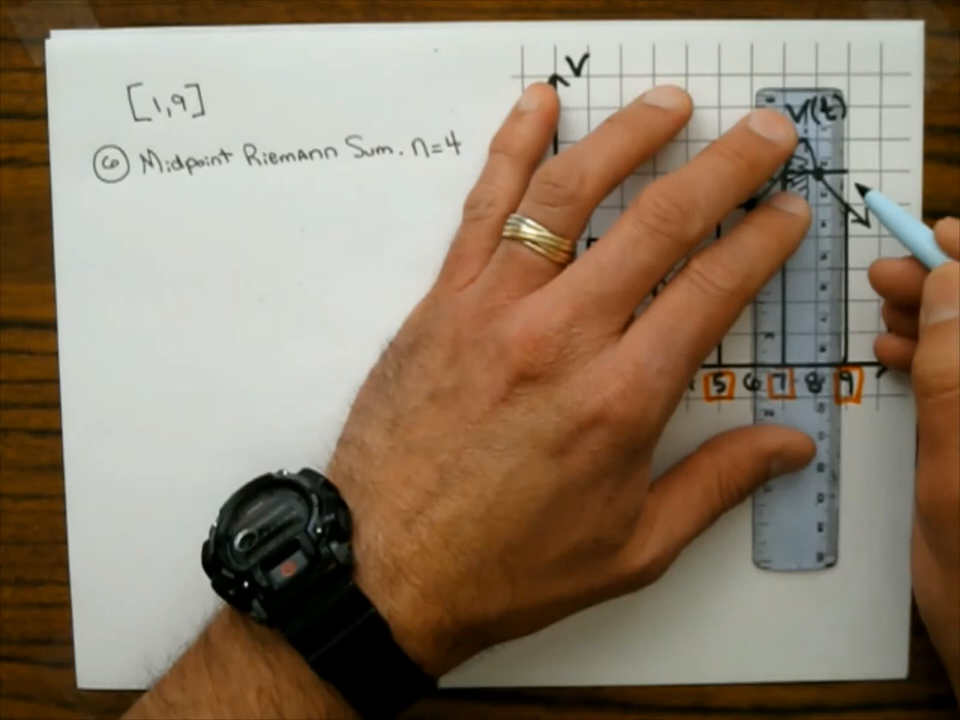 [1,9]
⑥ Midpoint Riemann Sum. n=4
V
V(t)
5 6 7 8 9